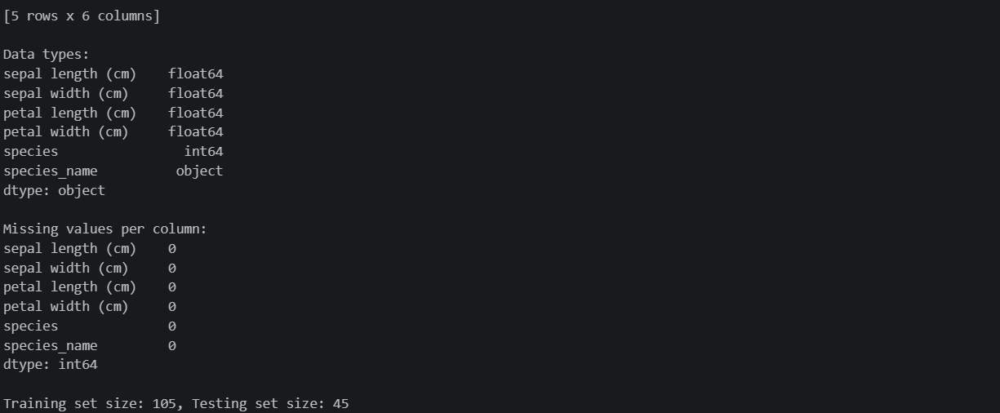 [5 rows x 6 columns]

Data types:
sepal length (cm)    float64
sepal width (cm)     float64
petal length (cm)    float64
petal width (cm)     float64
species                int64
species_name          object
dtype: object

Missing values per column:
sepal length (cm)    0
sepal width (cm)     0
petal length (cm)    0
petal width (cm)     0
species              0
species_name         0
dtype: int64

Training set size: 105, Testing set size: 45